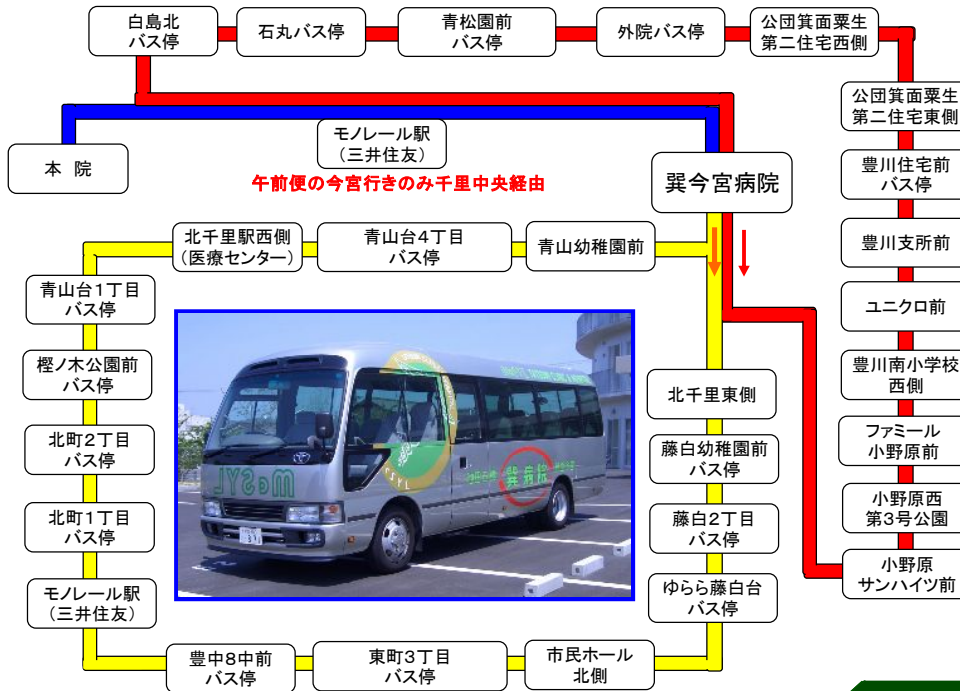 白島北
バス停
石丸バス停
青松園前
バス停
外院バス停
公団箕面粟生
第二住宅西側
公団箕面粟生
第二住宅東側
豊川住宅前
バス停
豊川支所前
ユニクロ前
豊川南小学校
西側
ファミール
小野原前
小野原西
第3号公園
小野原
サンハイツ前
本 院
モノレール駅
(三井住友)
午前便の今宮行きのみ千里中央経由
巽今宮病院
青山幼稚園前
青山台4丁目
バス停
北千里駅西側
(医療センター)
青山台1丁目
バス停
樫ノ木公園前
バス停
北町2丁目
バス停
北町1丁目
バス停
モノレール駅
(三井住友)
豊中8中前
バス停
東町3丁目
バス停
市民ホール
北側
ゆらら藤白台
バス停
藤白2丁目
バス停
藤白幼稚園前
バス停
北千里東側
巽病院